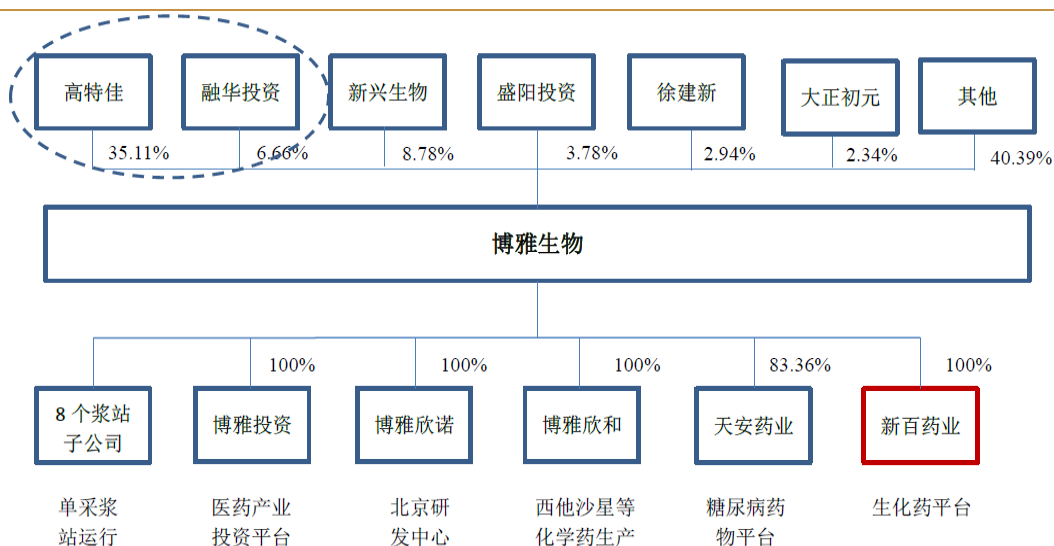 高特佳
融华投资
新兴生物
盛阳投资
徐建新
大正初元
其他
35.11%
6.66%
8.78%
3.78%
2.94%
2.34%
40.39%
博雅生物
100%
100%
100%
83.36%
100%
8 个浆站
子公司
博雅投资
博雅欣诺
博雅欣和
天安药业
新百药业
单采浆
站运行
医药产业
投资平台
北京研
发中心
西他沙星等
化学药生产
糖尿病药
物平台
生化药平台